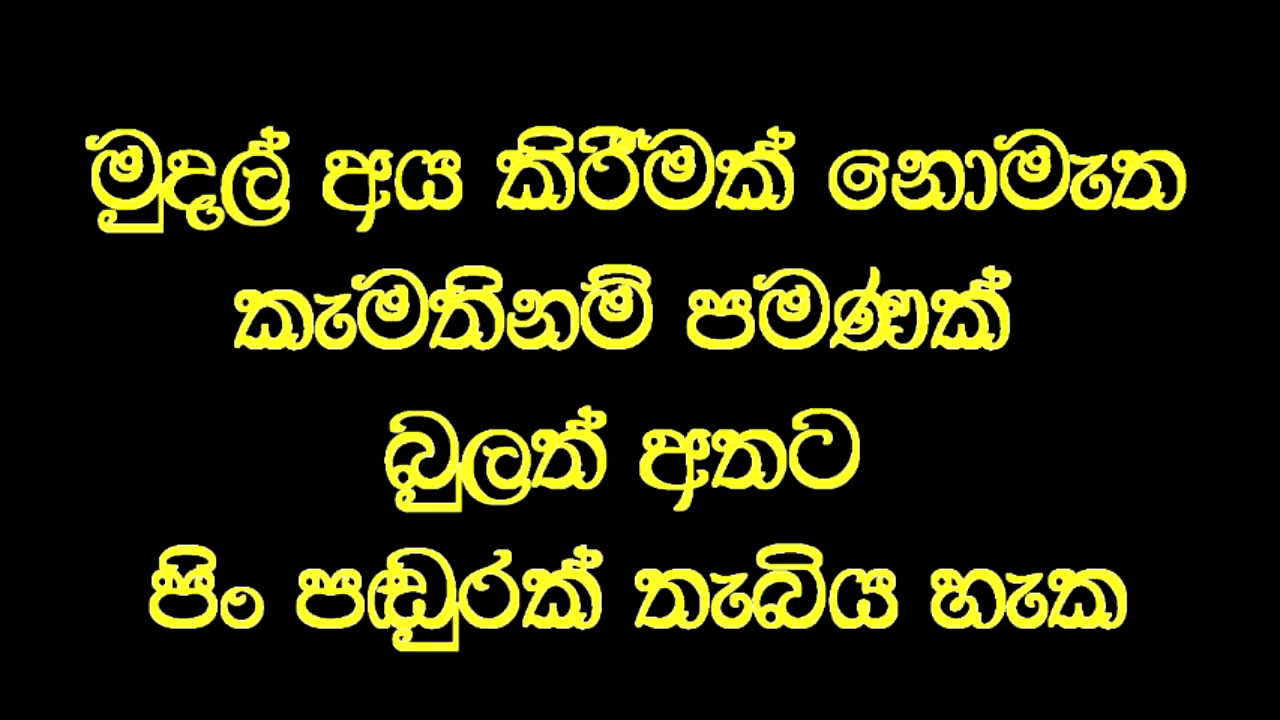 මුදල් අය කිරීමක් නොමැත
කැමතිනම් පමණක්
බුලත් අතට
පිං පඬුරක් තැබිය හැක